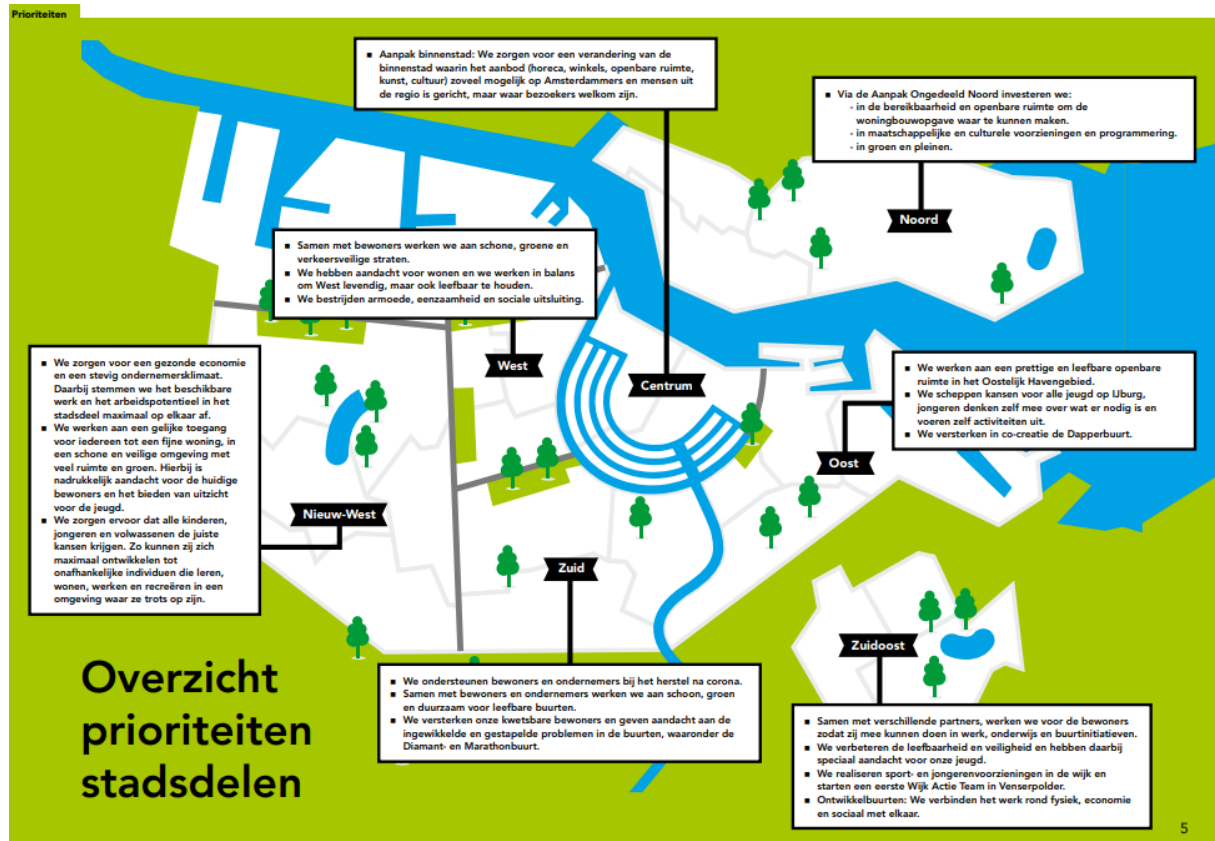 Prioriteiten
▪ Aanpak binnenstad: We zorgen voor een verandering van de
binnenstad waarin het aanbod (horeca, winkels, openbare ruimte,
kunst, cultuur) zoveel mogelijk op Amsterdammers en mensen uit
de regio is gericht, maar waar bezoekers welkom zijn.
▪ Via de Aanpak Ongedeeld Noord investeren we:
- in de bereikbaarheid en openbare ruimte om de
woningbouwopgave waar te kunnen maken.
- in maatschappelijke en culturele voorzieningen en programmering.
- in groen en pleinen.
Noord
▪ Samen met bewoners werken we aan schone, groene en
verkeersveilige straten.
▪ We hebben aandacht voor wonen en we werken in balans
om West levendig, maar ook leefbaar te houden.
▪ We bestrijden armoede, eenzaamheid en sociale uitsluiting.
West
Centrum
▪ We zorgen voor een gezonde economie
en een stevig ondernemersklimaat.
Daarbij stemmen we het beschikbare
werk en het arbeidspotentieel in het
stadsdeel maximaal op elkaar af.
▪ We werken aan een gelijke toegang
voor iedereen tot een fijne woning, in
een schone en veilige omgeving met
veel ruimte en groen. Hierbij is
nadrukkelijk aandacht voor de huidige
bewoners en het bieden van uitzicht
voor de jeugd.
▪ We zorgen ervoor dat alle kinderen,
jongeren en volwassenen de juiste
kansen krijgen. Zo kunnen zij zich
maximaal ontwikkelen tot
onafhankelijke individuen die leren,
wonen, werken en recreëren in een
omgeving waar ze trots op zijn.
Nieuw-West
▪ We werken aan een prettige en leefbare openbare
ruimte in het Oostelijk Havengebied.
▪ We scheppen kansen voor alle jeugd op IJburg,
jongeren denken zelf mee over wat er nodig is en
voeren zelf activiteiten uit.
▪ We versterken in co-creatie de Dapperbuurt.
Oost
Zuid
Zuidoost
▪ We ondersteunen bewoners en ondernemers bij het herstel na corona.
▪ Samen met bewoners en ondernemers werken we aan schoon, groen
en duurzaam voor leefbare buurten.
▪ We versterken onze kwetsbare bewoners en geven aandacht aan de
ingewikkelde en gestapelde problemen in de buurten, waaronder de
Diamant- en Marathonbuurt.
▪ Samen met verschillende partners, werken we voor de bewoners
zodat zij mee kunnen doen in werk, onderwijs en buurtinitiatieven.
▪ We verbeteren de leefbaarheid en veiligheid en hebben daarbij
speciaal aandacht voor onze jeugd.
▪ We realiseren sport- en jongerenvoorzieningen in de wijk en
starten een eerste Wijk Actie Team in Venserpolder.
▪ Ontwikkelbuurten: We verbinden het werk rond fysiek, economie
en sociaal met elkaar.
Overzicht
prioriteiten
stadsdelen
5